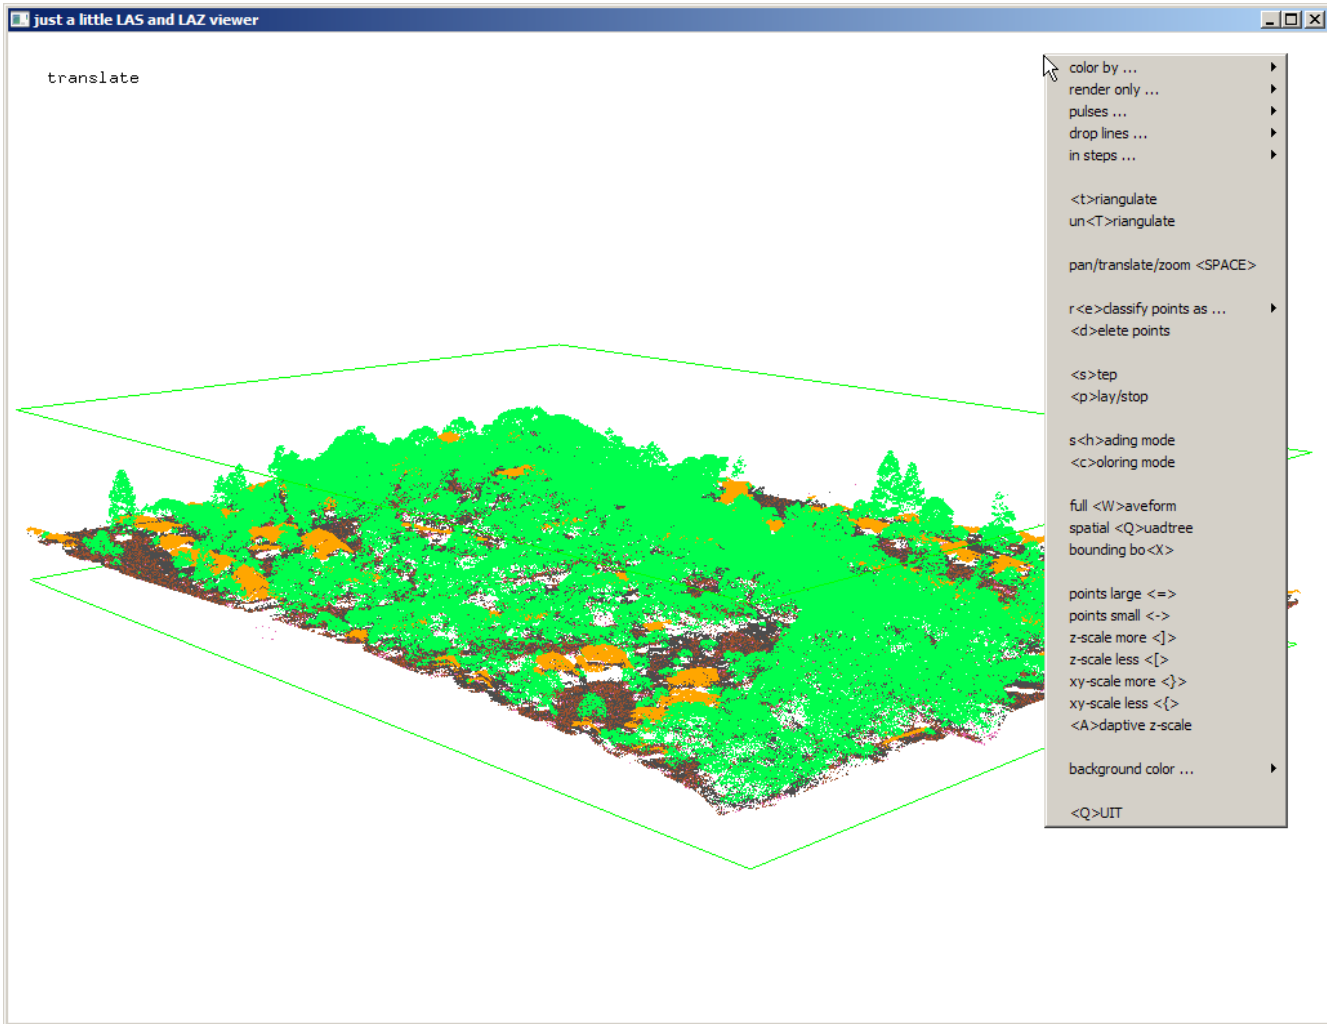 just a little LAS and LAZ viewer
translate
color by ...
render only ...
pulses ...
drop lines ...
in steps ...
<t>riangulate
un<T>riangulate
pan/translate/zoom <SPACE>
r<e>classify points as ...
<d>elete points
<s>tep
<p>lay/stop
s<h>ading mode
<c>oloring mode
full <W>aveform
spatial <Q>uadtree
bounding bo<X>
points large <=>
points small <->
z-scale more <]>
z-scale less <[>
xy-scale more <}>
xy-scale less <{>
<A>daptive z-scale
background color ...
<Q>UIT